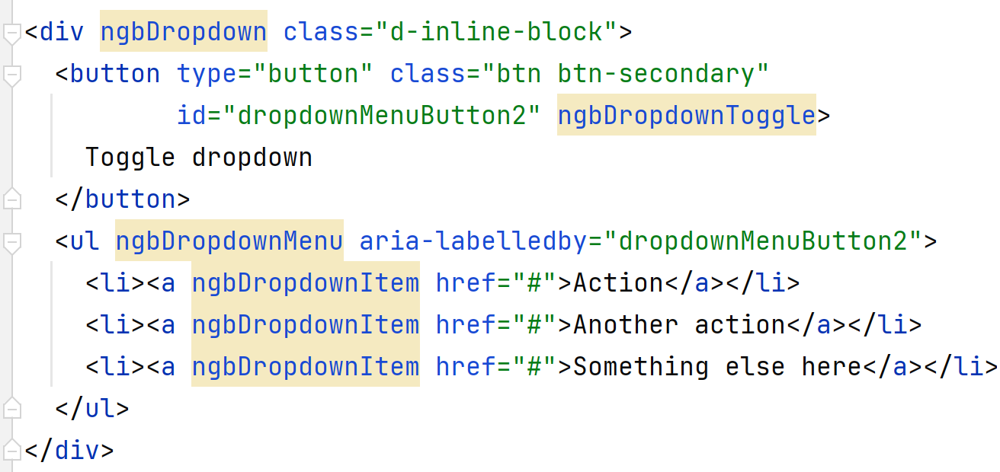 <div ngbDropdown class="d-inline-block">
  <button type="button" class="btn btn-secondary"
          id="dropdownMenuButton2" ngbDropdownToggle>
    Toggle dropdown
  </button>
  <ul ngbDropdownMenu aria-labelledby="dropdownMenuButton2">
    <li><a ngbDropdownItem href="#">Action</a></li>
    <li><a ngbDropdownItem href="#">Another action</a></li>
    <li><a ngbDropdownItem href="#">Something else here</a></li>
  </ul>
</div>